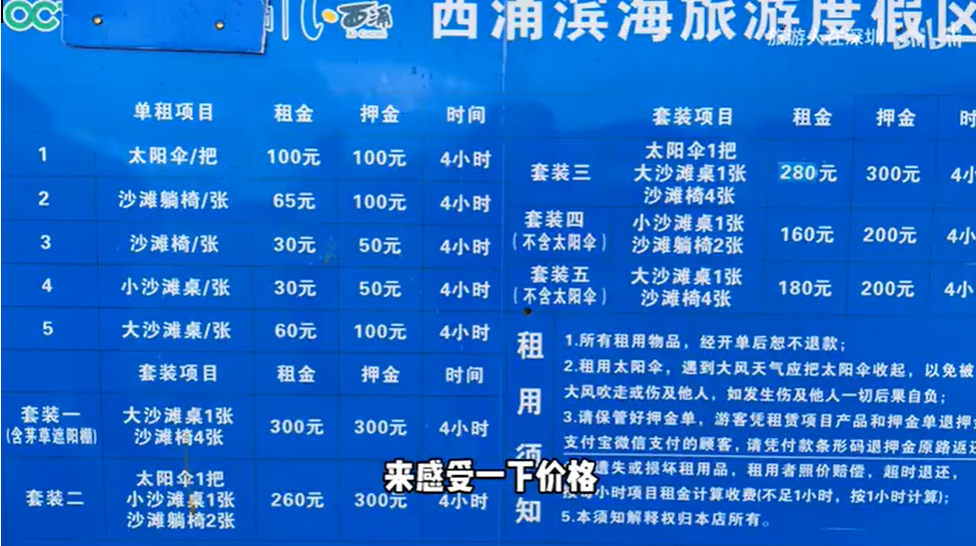 西涌
西涌滨海旅游度假区
旅游人在深圳
单租项目 租金 押金 时间
1 太阳伞/把 100元 100元 4小时
2 沙滩躺椅/张 65元 100元 4小时
3 沙滩椅/张 30元 50元 4小时
4 小沙滩桌/张 30元 50元 4小时
5 大沙滩桌/张 60元 100元 4小时
套装项目 租金 押金 时间
套装一
(含茅草遮阳棚)
大沙滩桌1张
沙滩椅4张
300元 300元 4小时
套装二
太阳伞1把
小沙滩桌1张
沙滩躺椅2张
260元 300元 4小时
套装项目 租金 押金 时
套装三
太阳伞1把
大沙滩桌1张
沙滩椅4张
280元 300元 4小
套装四
(不含太阳伞)
小沙滩桌1张
沙滩躺椅2张
160元 200元 4小
套装五
(不含太阳伞)
大沙滩桌1张
沙滩椅4张
180元 200元 4小
租用须知
1.所有租用物品，经开单后恕不退款；
2.租用太阳伞，遇到大风天气应把太阳伞收起，以免被
大风吹走或伤及他人，如发生伤及他人一切后果自负；
3.请保管好押金单，游客凭租赁项目产品和押金单退押
支付宝微信支付的顾客，请凭付款条形码退押金原路返
遗失或损坏租用品，租用者照价赔偿，超时退还，
小时项目租金计算收费(不足1小时，按1小时计算)；
5.本须知解释权归本店所有。
来感受一下价格